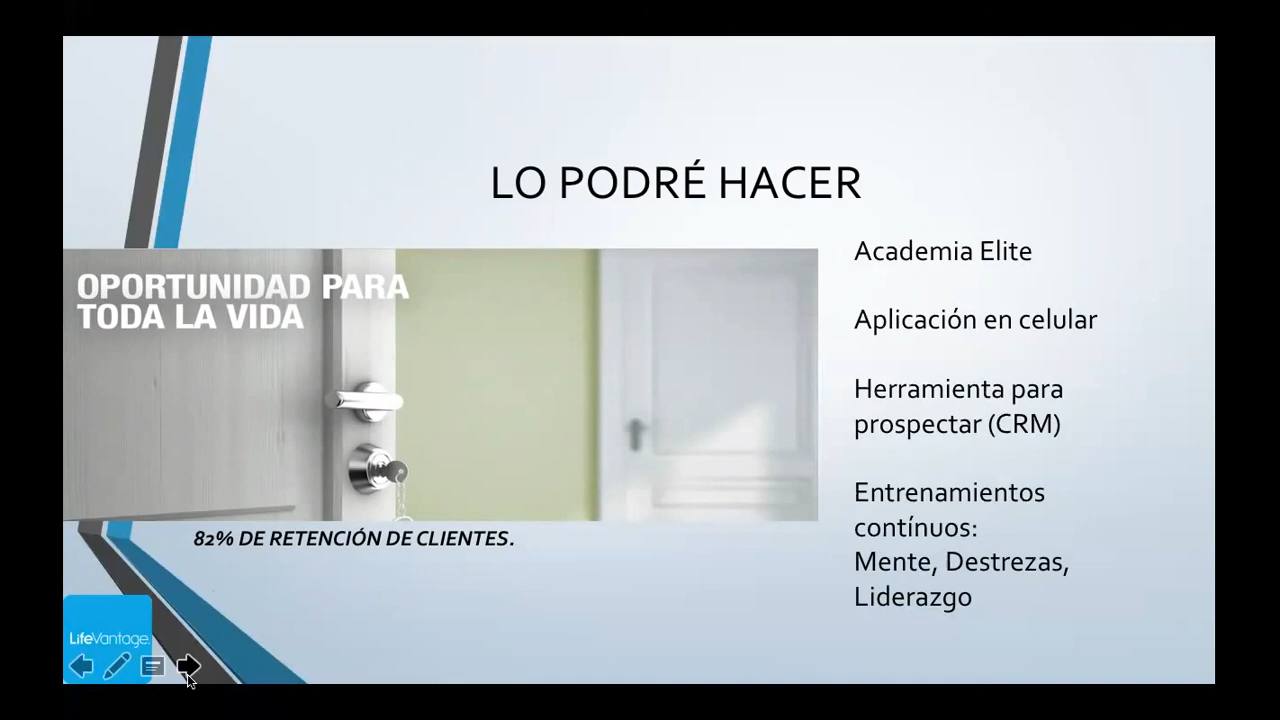 LO PODRÉ HACER
OPORTUNIDAD PARA
TODA LA VIDA
82% DE RETENCIÓN DE CLIENTES.
Academia Elite
Aplicación en celular
Herramienta para
prospectar (CRM)
Entrenamientos
contínuos:
Mente, Destrezas,
Liderazgo
LifeVantage.